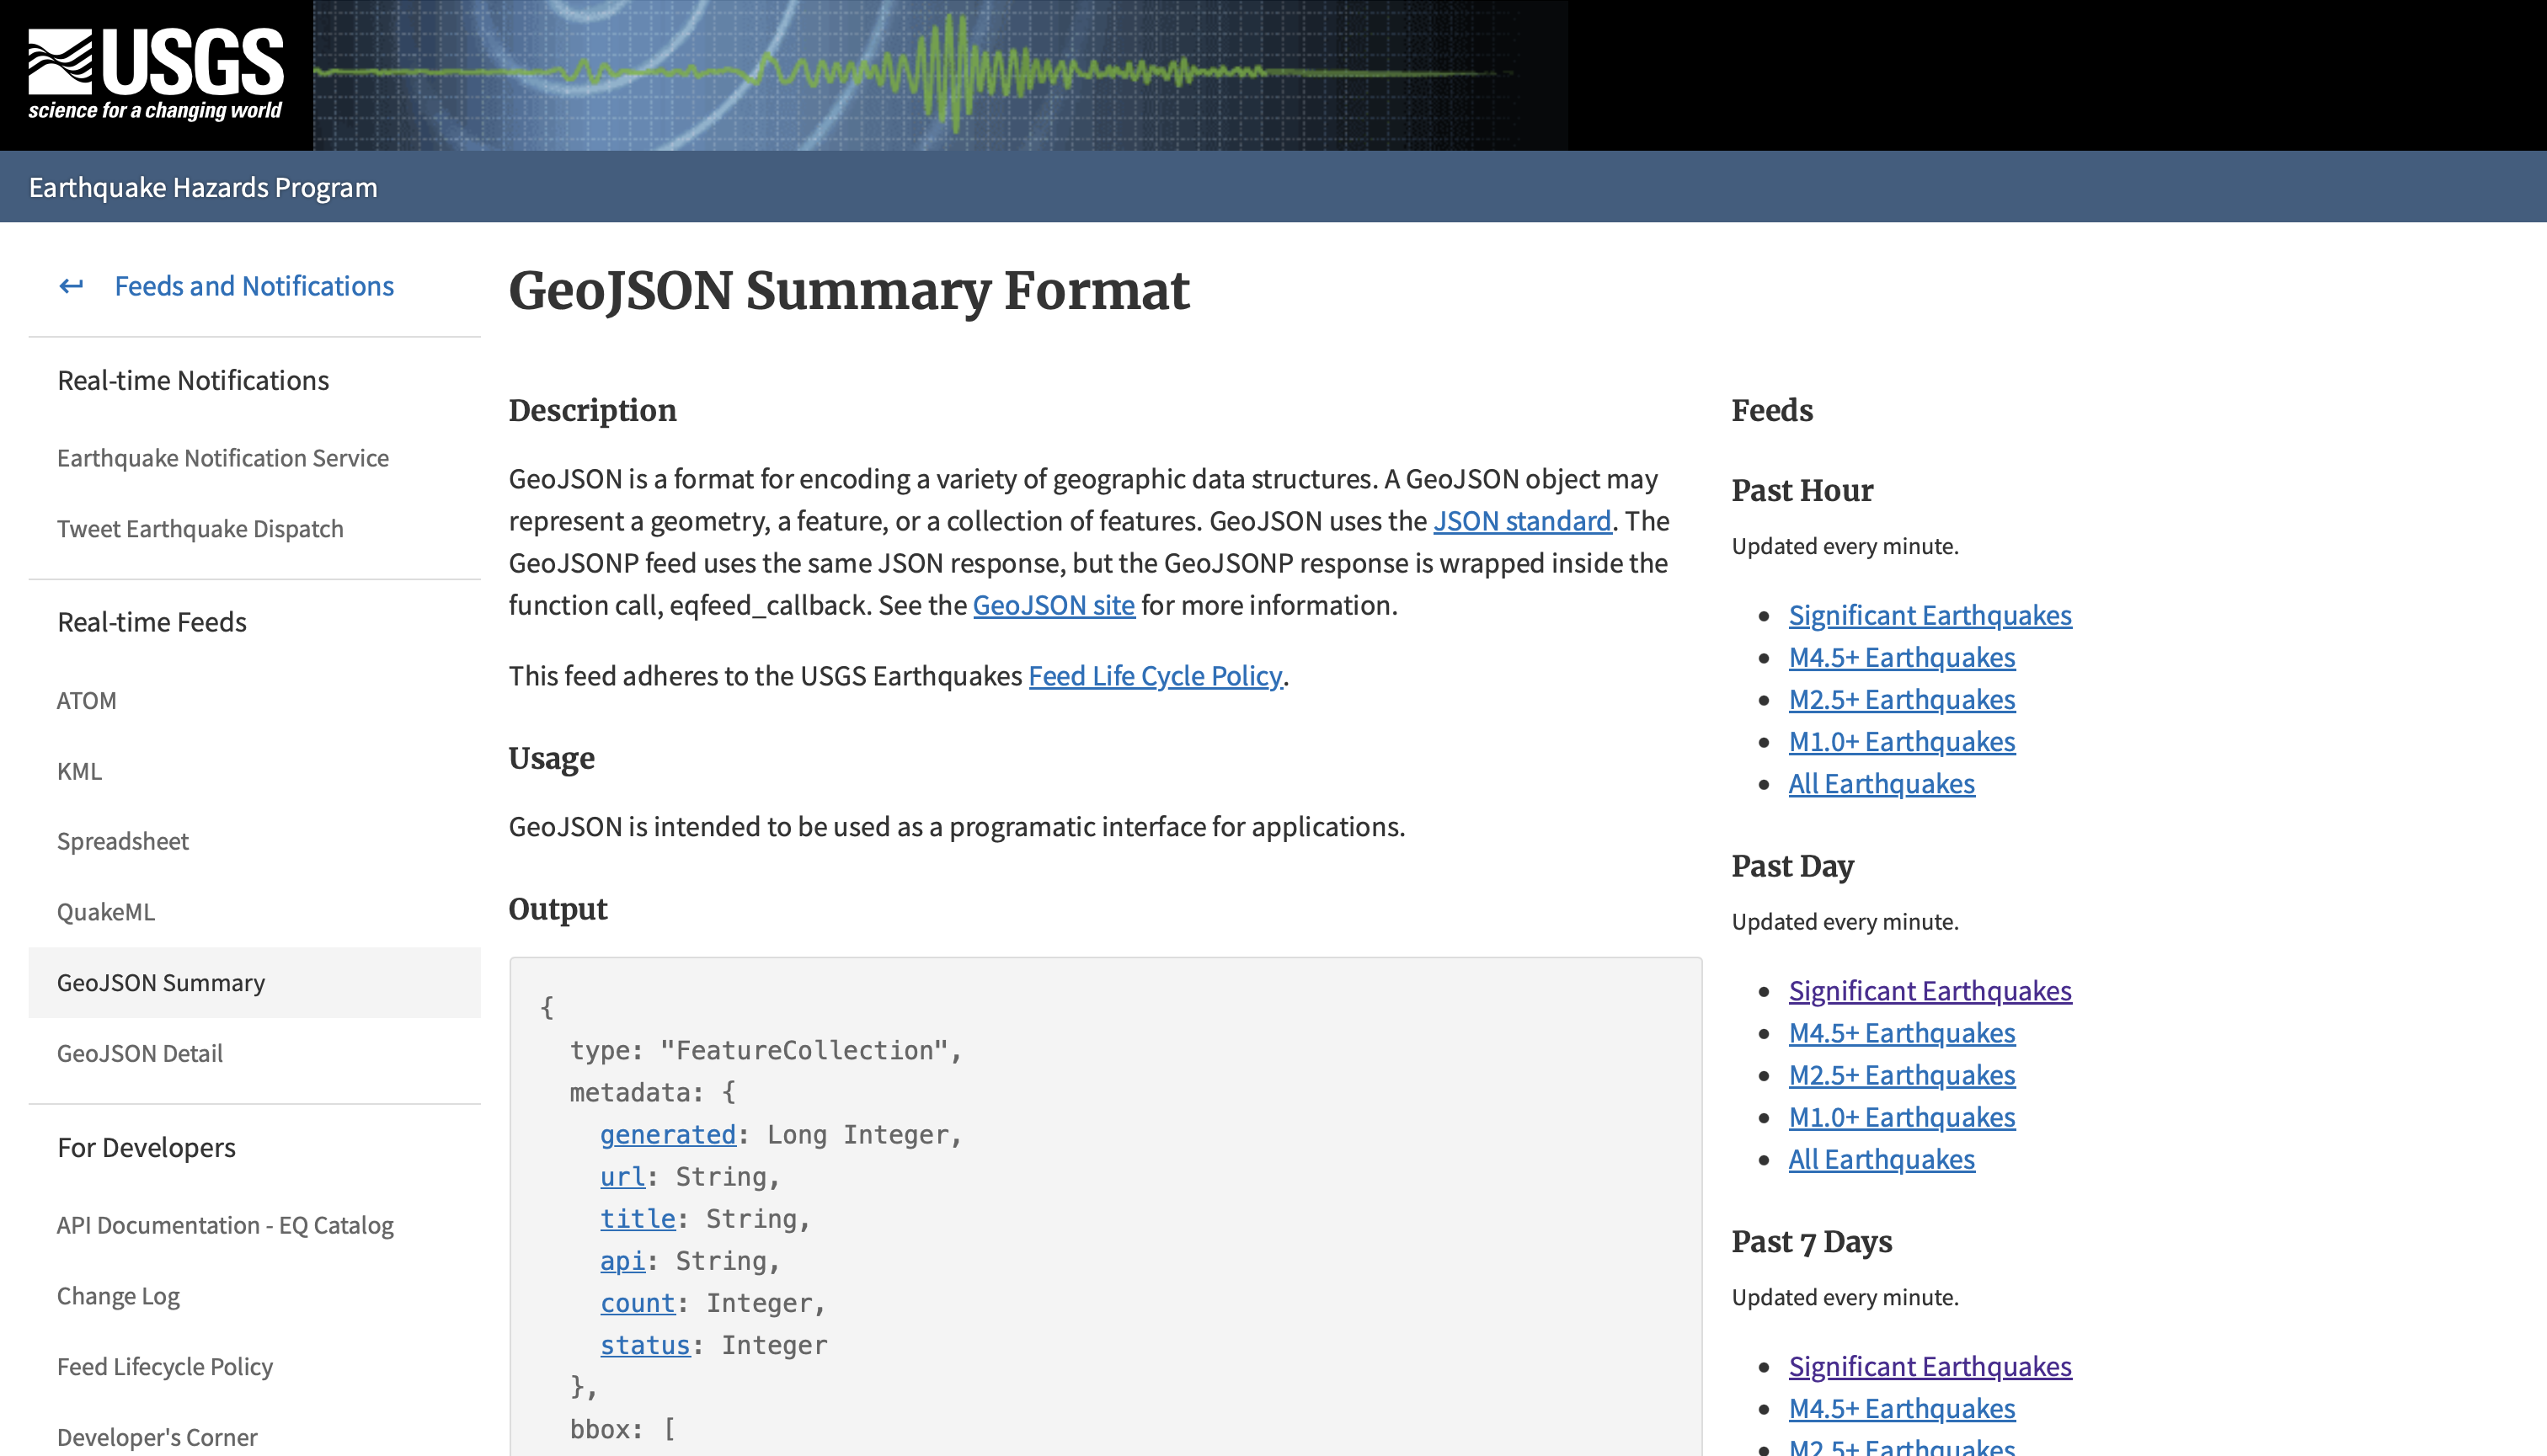 USGS
science for a changing world
Earthquake Hazards Program
Feeds and Notifications
Real-time Notifications
Earthquake Notification Service
Tweet Earthquake Dispatch
Real-time Feeds
ATOM
KML
Spreadsheet
QuakeML
GeoJSON Summary
GeoJSON Detail
For Developers
API Documentation - EQ Catalog
Change Log
Feed Lifecycle Policy
Developer's Corner
GeoJSON Summary Format
Description
GeoJSON is a format for encoding a variety of geographic data structures. A GeoJSON object may
represent a geometry, a feature, or a collection of features. GeoJSON uses the JSON standard. The
GeoJSONP feed uses the same JSON response, but the GeoJSONP response is wrapped inside the
function call, eqfeed_callback. See the GeoJSON site for more information.
This feed adheres to the USGS Earthquakes Feed Life Cycle Policy.
Usage
GeoJSON is intended to be used as a programatic interface for applications.
Output
{
type: "FeatureCollection",
metadata: {
generated: Long Integer,
url: String,
title: String,
api: String,
count: Integer,
status: Integer
},
bbox: [
Feeds
Past Hour
Updated every minute.
• Significant Earthquakes
• M4.5+ Earthquakes
• M2.5+ Earthquakes
• M1.0+ Earthquakes
• All Earthquakes
Past Day
Updated every minute.
• Significant Earthquakes
• M4.5+ Earthquakes
• M2.5+ Earthquakes
• M1.0+ Earthquakes
• All Earthquakes
Past 7 Days
Updated every minute.
• Significant Earthquakes
• M4.5+ Earthquakes
• M2.5+ Earthquakes